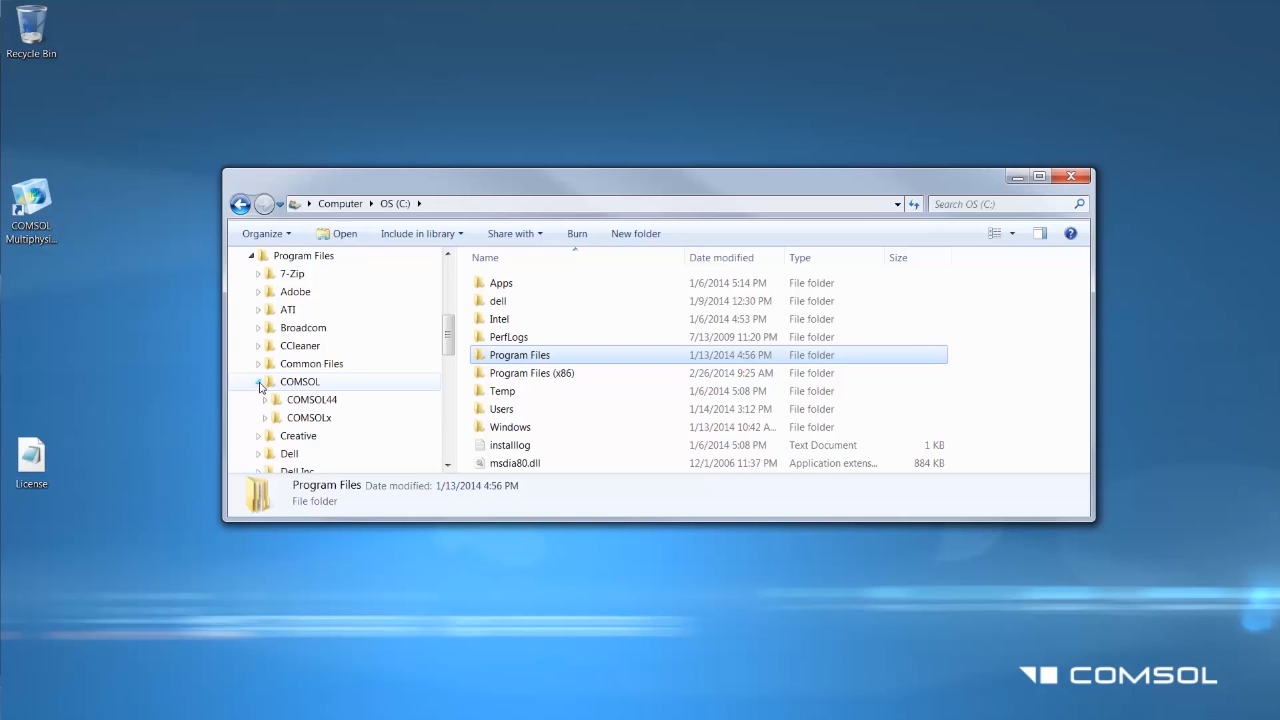 Recycle Bin
COMSOL
Multiphysi...
License
Computer OS (C:)
Search OS (C:)
Organize Open Include in library Share with Burn New folder
Program Files
7-Zip
Adobe
ATI
Broadcom
CCleaner
Common Files
COMSOL
COMSOL44
COMSOLx
Creative
Dell
Dell Inc
Name Date modified Type Size
Apps 1/6/2014 5:14 PM File folder
dell 1/9/2014 12:30 PM File folder
Intel 1/6/2014 4:53 PM File folder
PerfLogs 7/13/2009 11:20 PM File folder
Program Files 1/13/2014 4:56 PM File folder
Program Files (x86) 2/26/2014 9:25 AM File folder
Temp 1/6/2014 5:08 PM File folder
Users 1/14/2014 3:12 PM File folder
Windows 1/13/2014 10:42 A... File folder
installog 1/6/2014 5:08 PM Text Document 1 KB
msdia80.dll 12/1/2006 11:37 PM Application extens... 884 KB
Program Files Date modified: 1/13/2014 4:56 PM
File folder
COMSOL